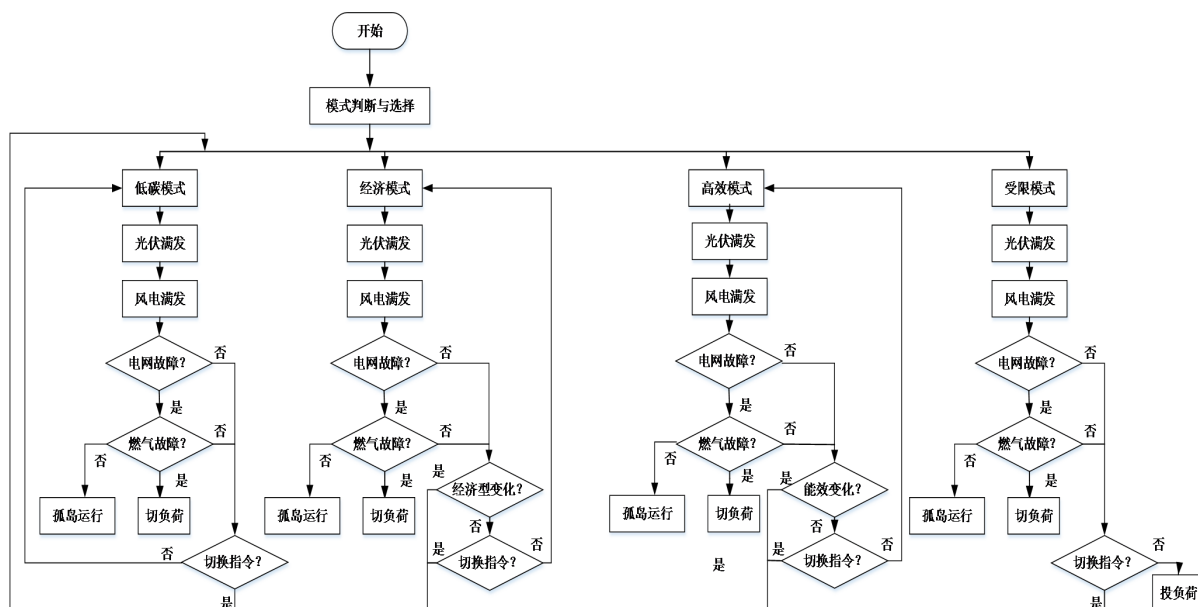 开始
模式判断与选择
低碳模式
经济模式
高效模式
受限模式
光伏满发
光伏满发
光伏满发
光伏满发
风电满发
风电满发
风电满发
风电满发
电网故障?
否
电网故障?
否
电网故障?
否
电网故障?
否
是
是
是
是
燃气故障?
否
燃气故障?
否
燃气故障?
否
燃气故障?
否
否
是
否
是
是
否
是
是
否
是
孤岛运行
切负荷
孤岛运行
切负荷
经济型变化?
孤岛运行
切负荷
能效变化?
孤岛运行
切负荷
否
否
否
切换指令?
是
切换指令?
否
是
是
切换指令?
否
切换指令?
否
投负荷
是
是